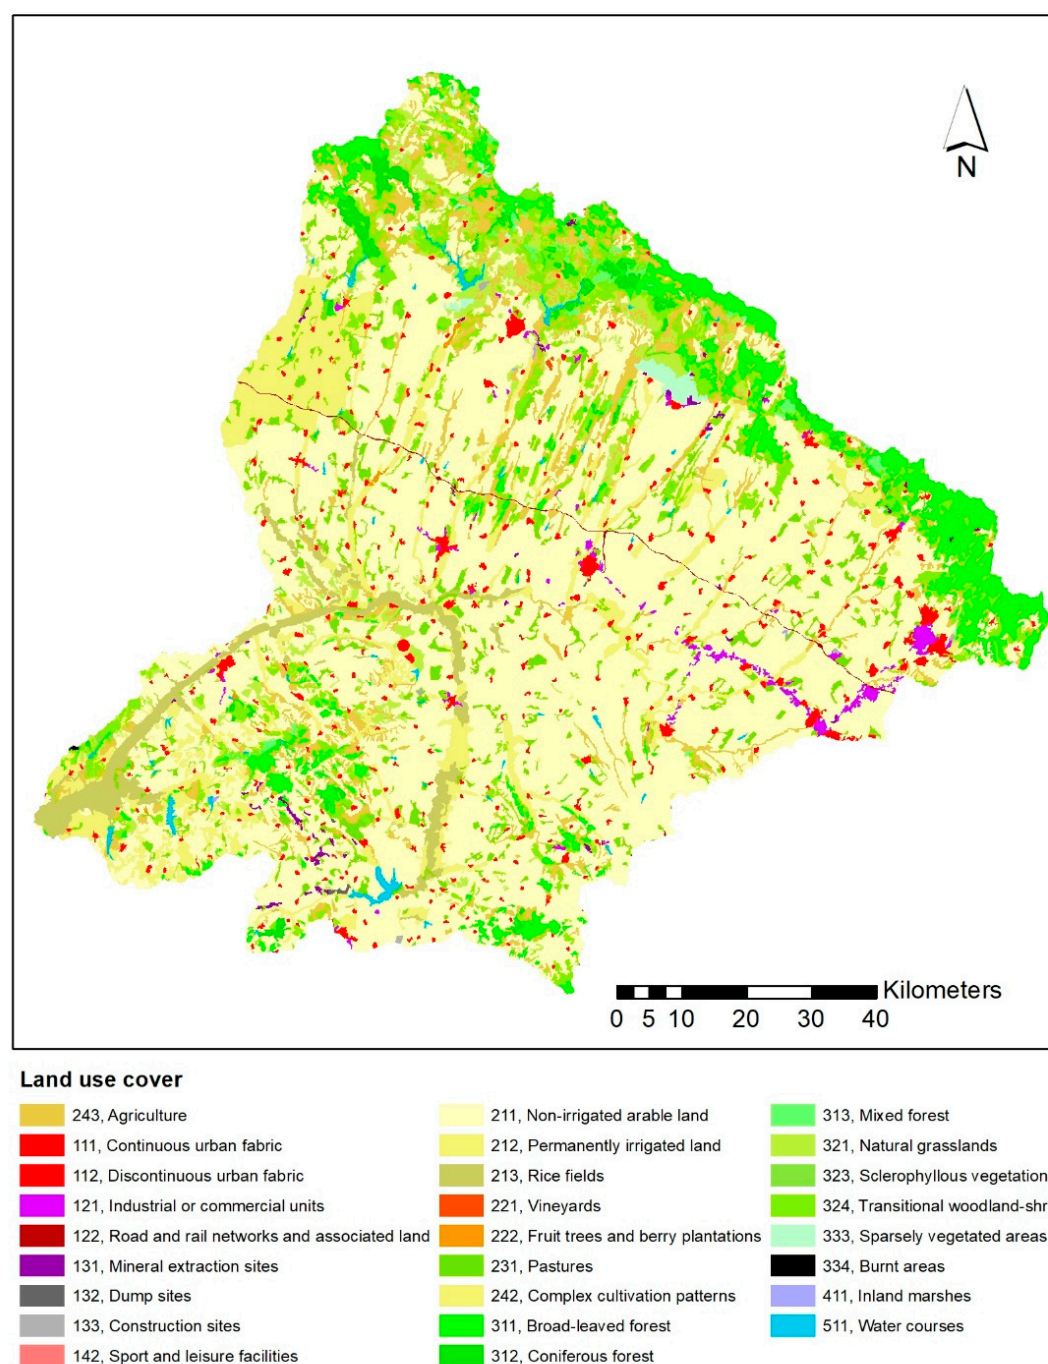 N
Kilometers
0 5 10 20 30 40
Land use cover
243, Agriculture
111, Continuous urban fabric
112, Discontinuous urban fabric
121, Industrial or commercial units
122, Road and rail networks and associated land
131, Mineral extraction sites
132, Dump sites
133, Construction sites
142, Sport and leisure facilities
211, Non-irrigated arable land
212, Permanently irrigated land
213, Rice fields
221, Vineyards
222, Fruit trees and berry plantations
231, Pastures
242, Complex cultivation patterns
311, Broad-leaved forest
312, Coniferous forest
313, Mixed forest
321, Natural grasslands
323, Sclerophyllous vegetation
324, Transitional woodland-shr
333, Sparsely vegetated areas
334, Burnt areas
411, Inland marshes
511, Water courses